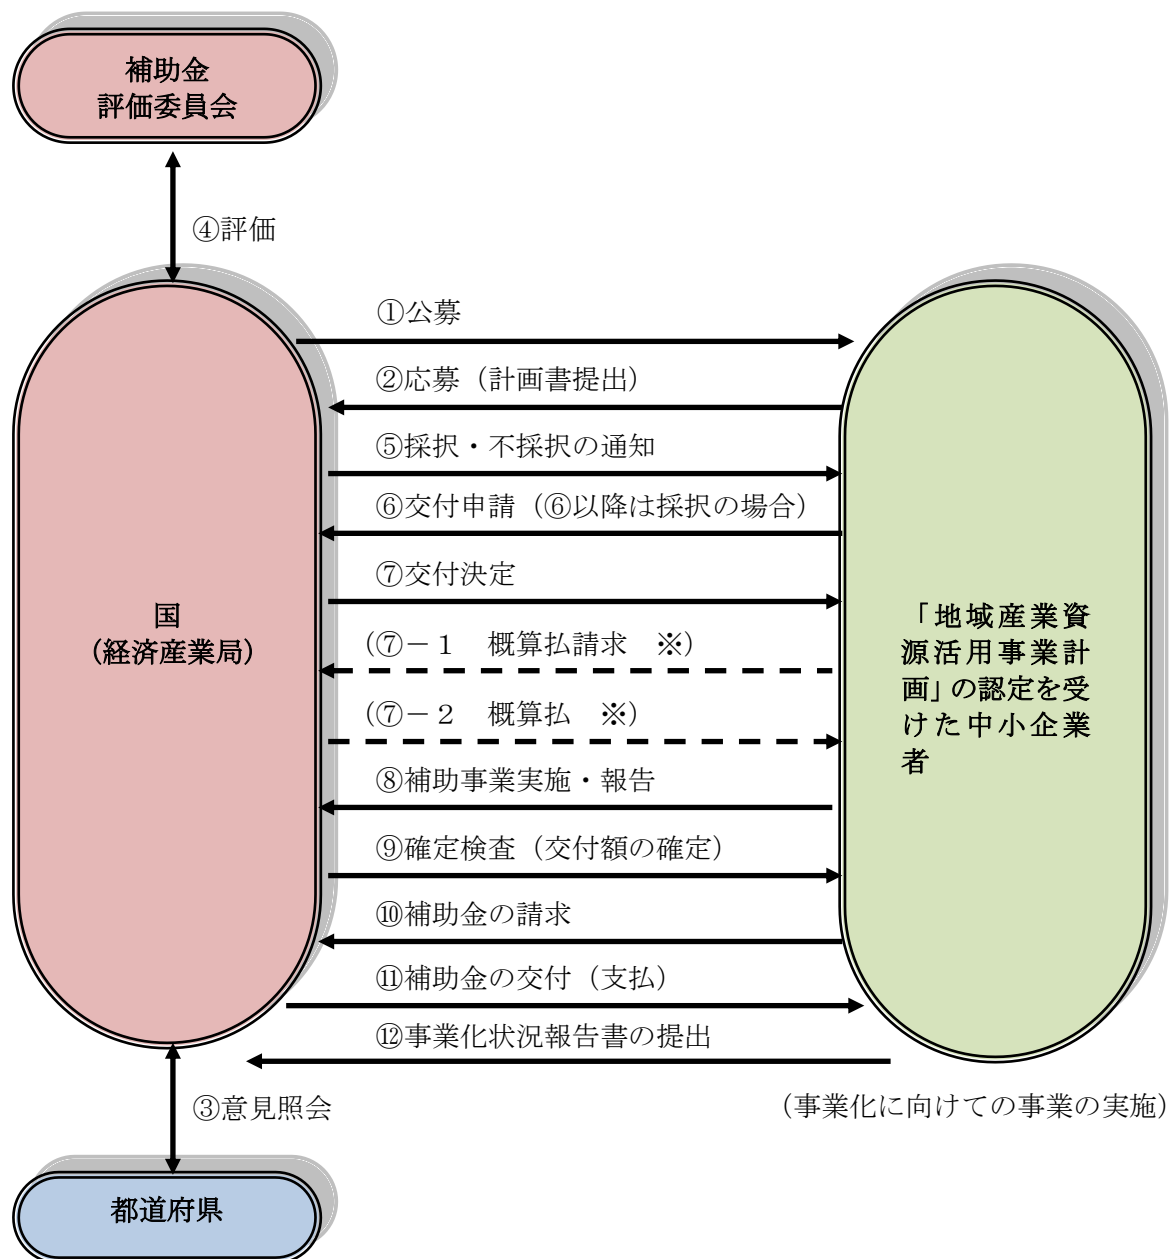 補助金
評価委員会
④評価
①公募
②応募（計画書提出）
⑤採択・不採択の通知
⑥交付申請（⑥以降は採択の場合）
⑦交付決定
（⑦－１　概算払請求　※）
（⑦－２　概算払　※）
⑧補助事業実施・報告
⑨確定検査（交付額の確定）
⑩補助金の請求
⑪補助金の交付（支払）
⑫事業化状況報告書の提出
国
（経済産業局）
「地域産業資
源活用事業計
画」の認定を受
けた中小企業
者
③意見照会
（事業化に向けての事業の実施）
都道府県